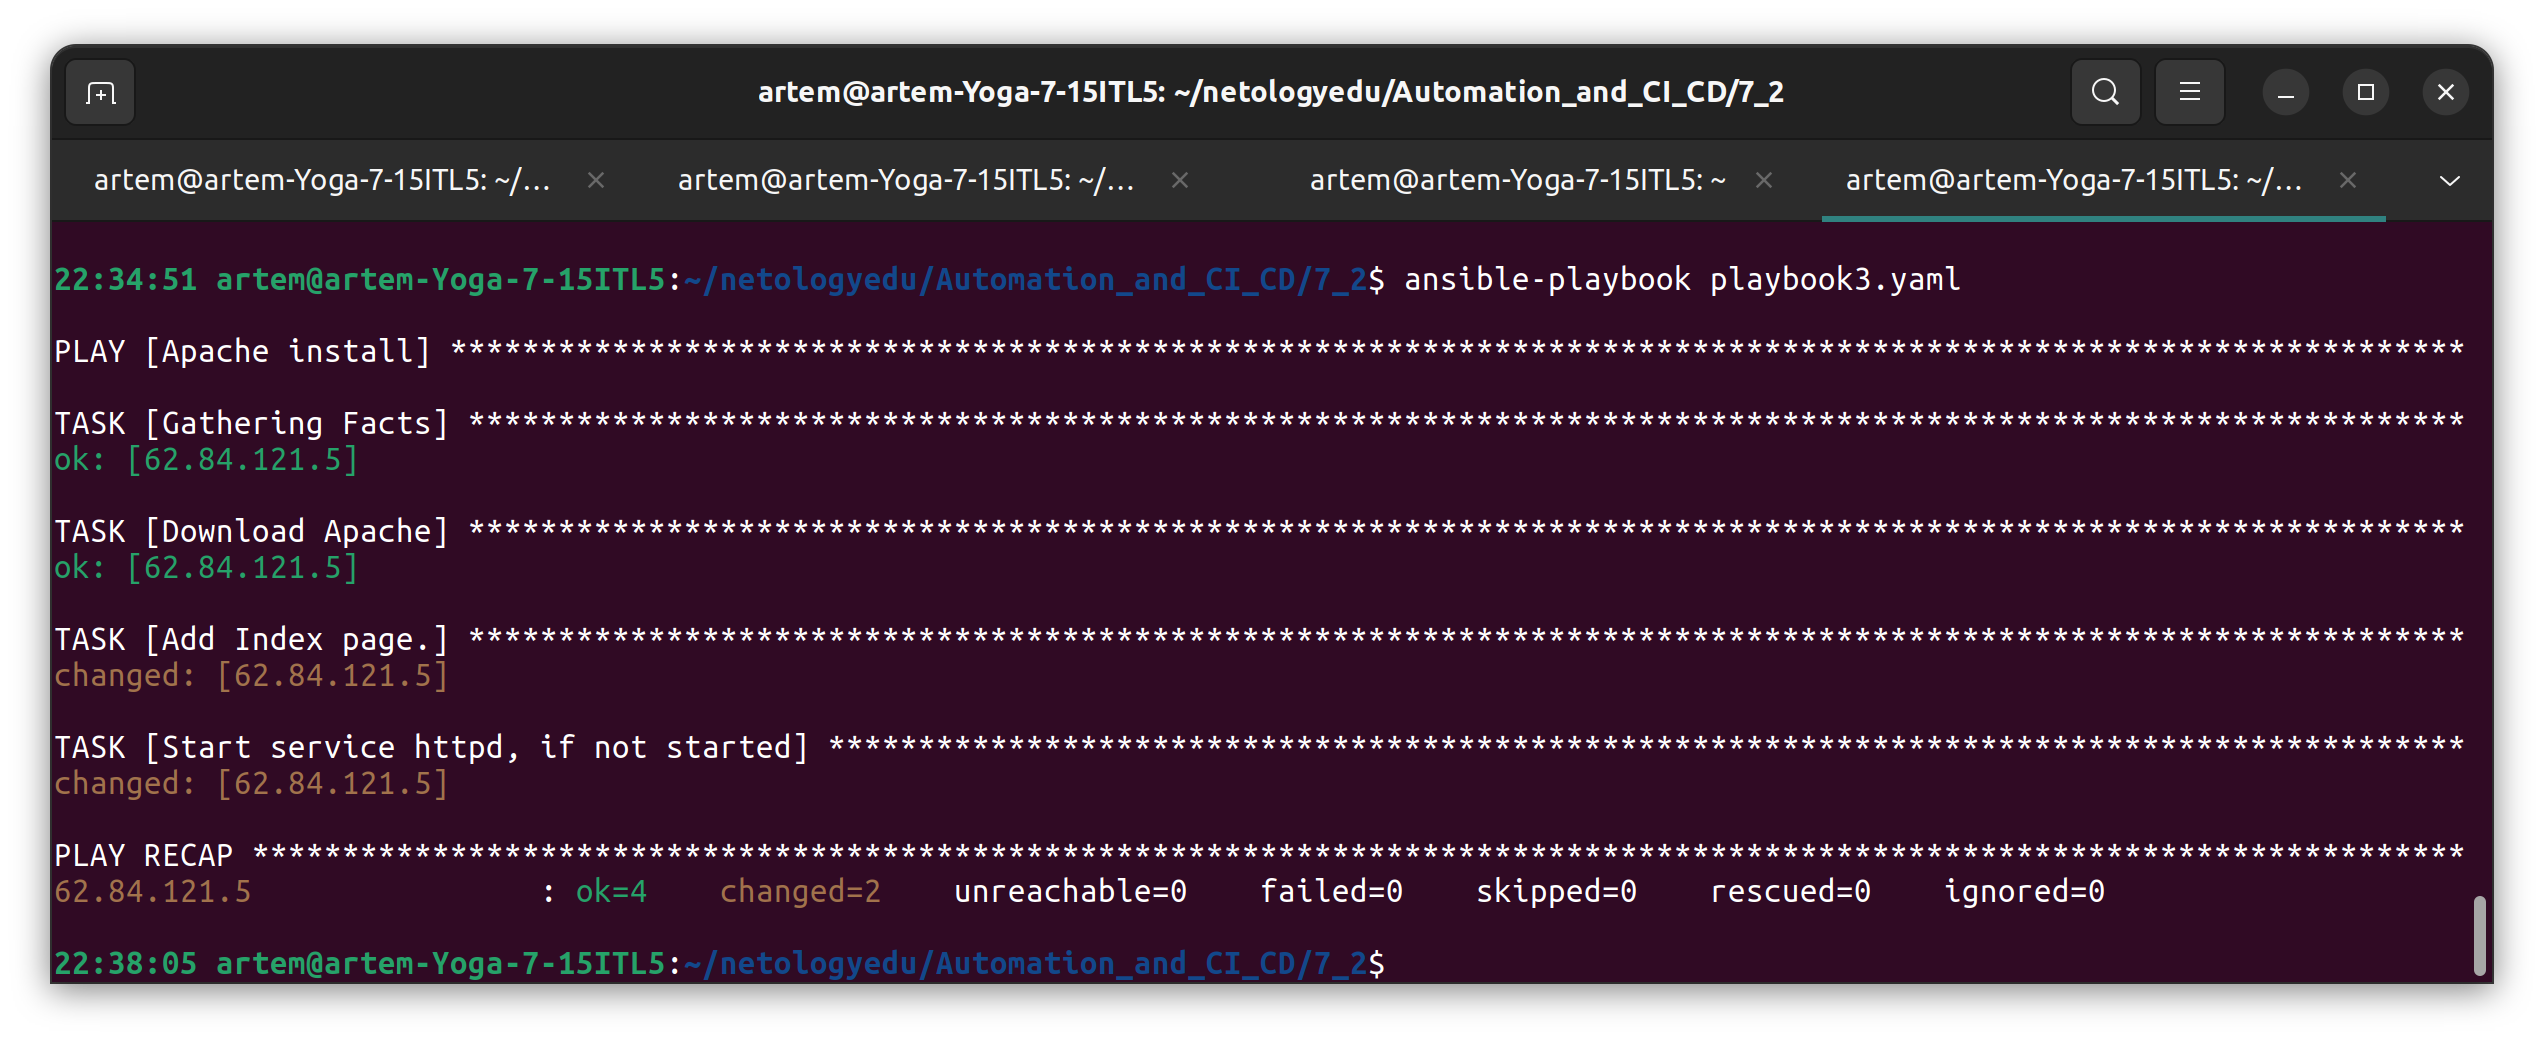 artem@artem-Yoga-7-15ITL5: ~/netologyedu/Automation_and_CI_CD/7_2
artem@artem-Yoga-7-15ITL5: ~/… artem@artem-Yoga-7-15ITL5: ~/… artem@artem-Yoga-7-15ITL5: ~ artem@artem-Yoga-7-15ITL5: ~/…
22:34:51 artem@artem-Yoga-7-15ITL5:~/netologyedu/Automation_and_CI_CD/7_2$ ansible-playbook playbook3.yaml
PLAY [Apache install] ****************************************************************************************************************
TASK [Gathering Facts] ***************************************************************************************************************
ok: [62.84.121.5]
TASK [Download Apache] ***************************************************************************************************************
ok: [62.84.121.5]
TASK [Add Index page.] ***************************************************************************************************************
changed: [62.84.121.5]
TASK [Start service httpd, if not started] *******************************************************************************************
changed: [62.84.121.5]
PLAY RECAP ***************************************************************************************************************************
62.84.121.5                : ok=4    changed=2    unreachable=0    failed=0    skipped=0    rescued=0    ignored=0
22:38:05 artem@artem-Yoga-7-15ITL5:~/netologyedu/Automation_and_CI_CD/7_2$